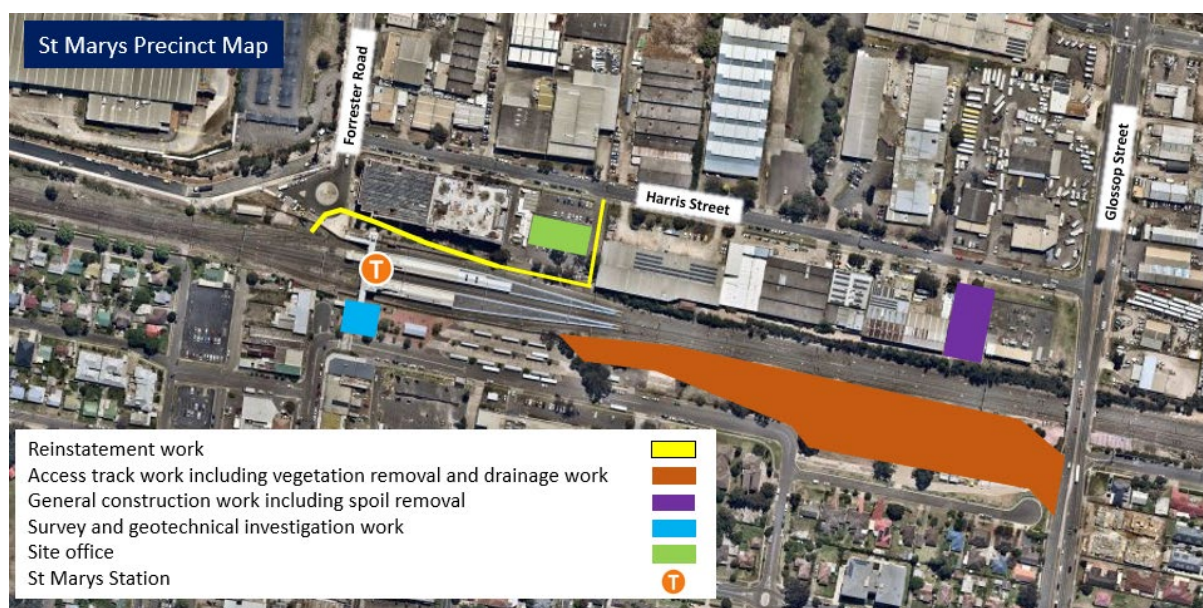 St Marys Precinct Map
Forrester Road
Harris Street
Glossop Street
T
Reinstatement work
Access track work including vegetation removal and drainage work
General construction work including spoil removal
Survey and geotechnical investigation work
Site office
St Marys Station
T